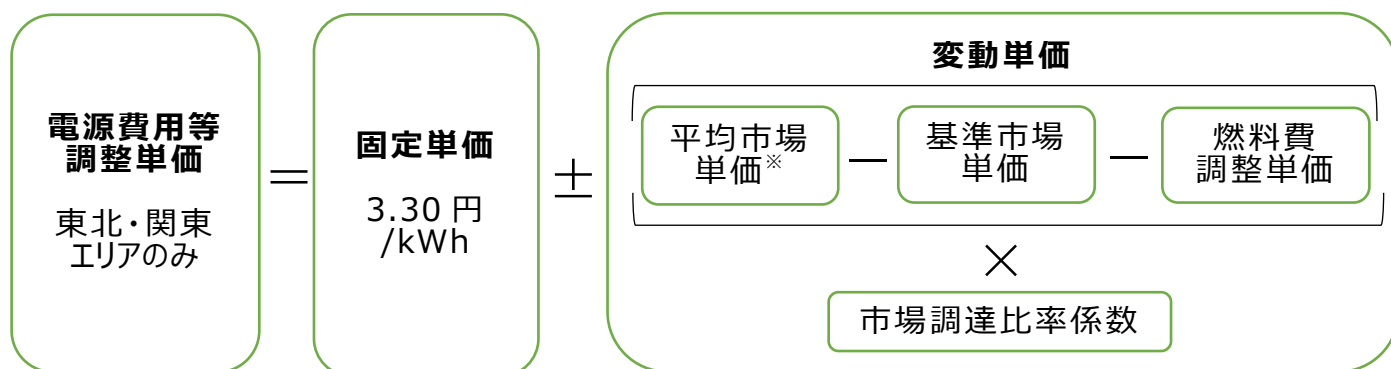 電源費用等
調整単価
東北・関東
エリアのみ
＝
固定単価
3.30 円
/kWh
±
変動単価
平均市場
単価※
―
基準市場
単価
―
燃料費
調整単価
×
市場調達比率係数